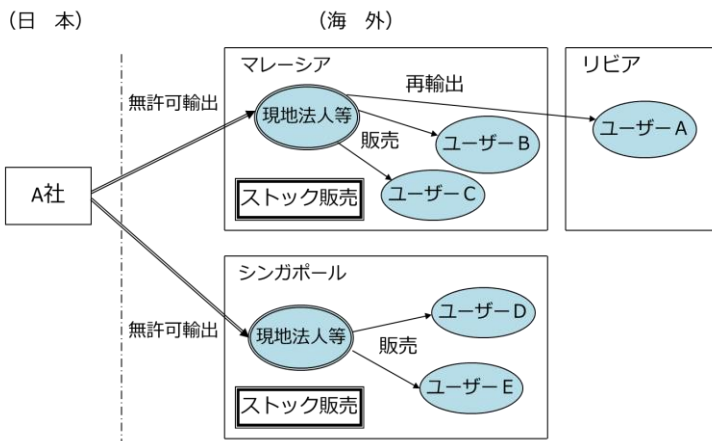 （日　本）
（海　外）
マレーシア
リビア
無許可輸出
現地法人等
再輸出
ユーザーA
販売
ユーザーB
ユーザーC
ストック販売
A社
シンガポール
無許可輸出
現地法人等
ユーザーD
販売
ユーザーE
ストック販売